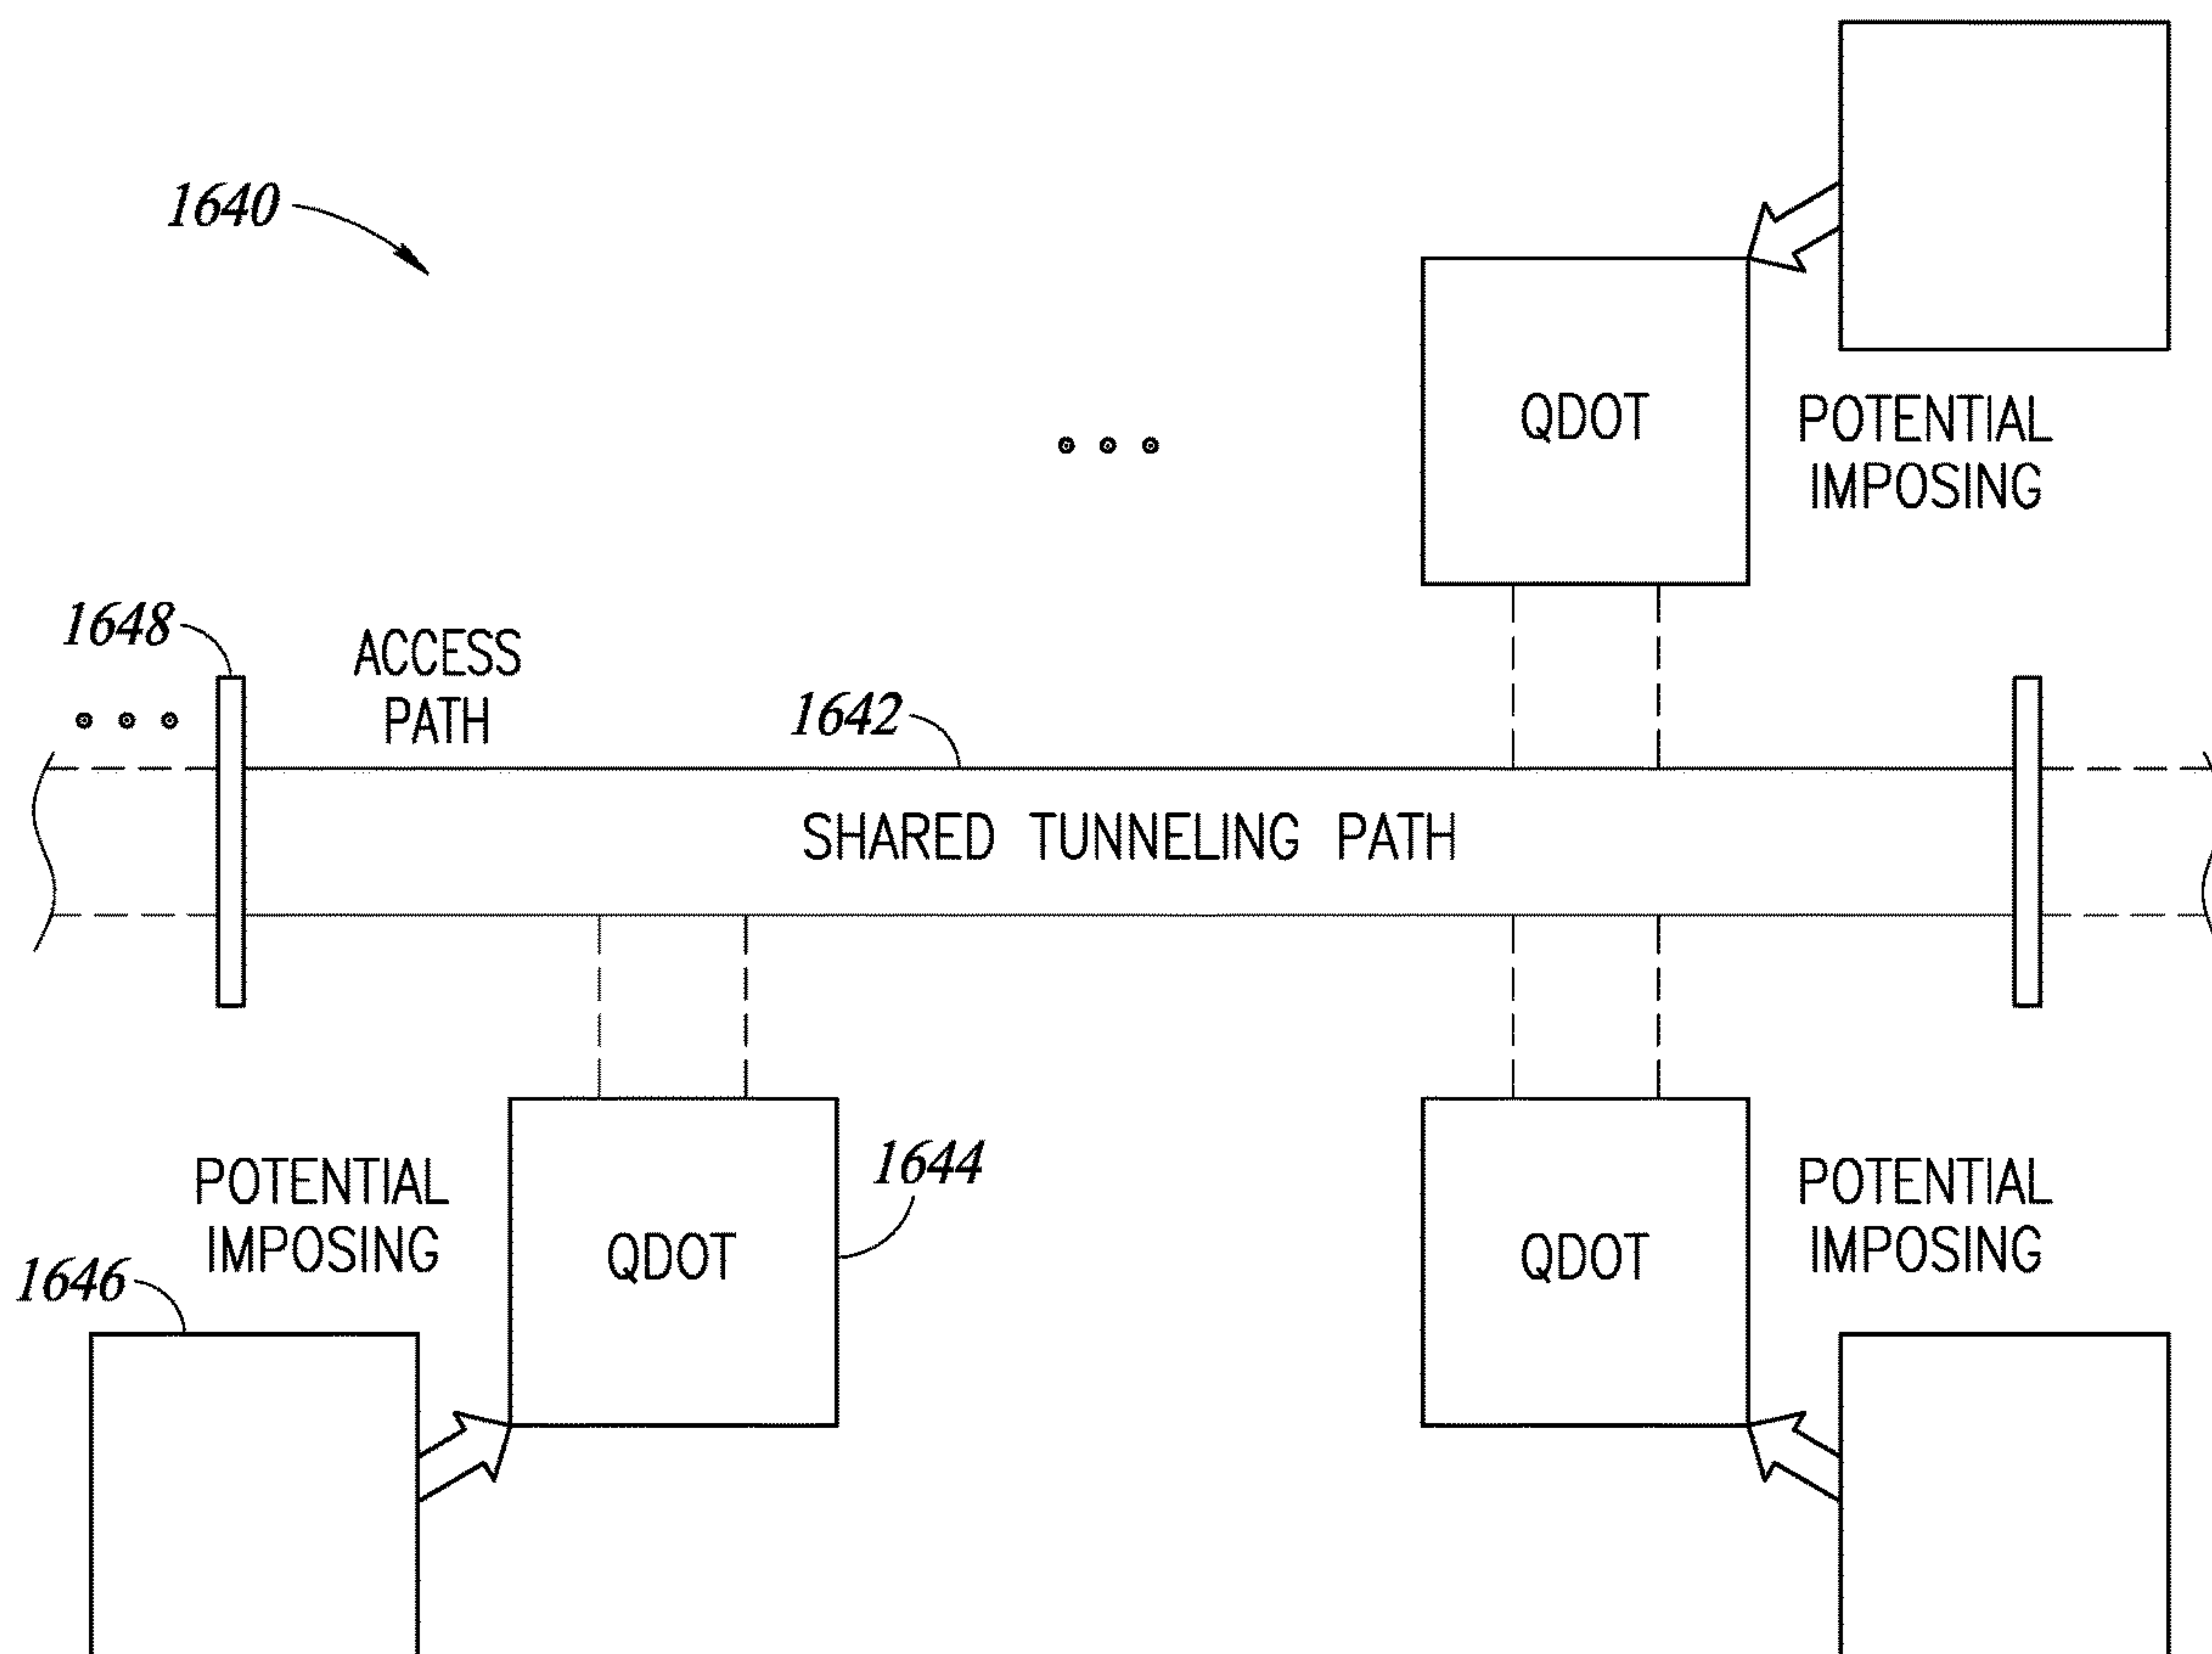 1640
QDOT
POTENTIAL
IMPOSING
1648
ACCESS
PATH
1642
SHARED TUNNELING PATH
POTENTIAL
IMPOSING
1646
QDOT
1644
QDOT
POTENTIAL
IMPOSING